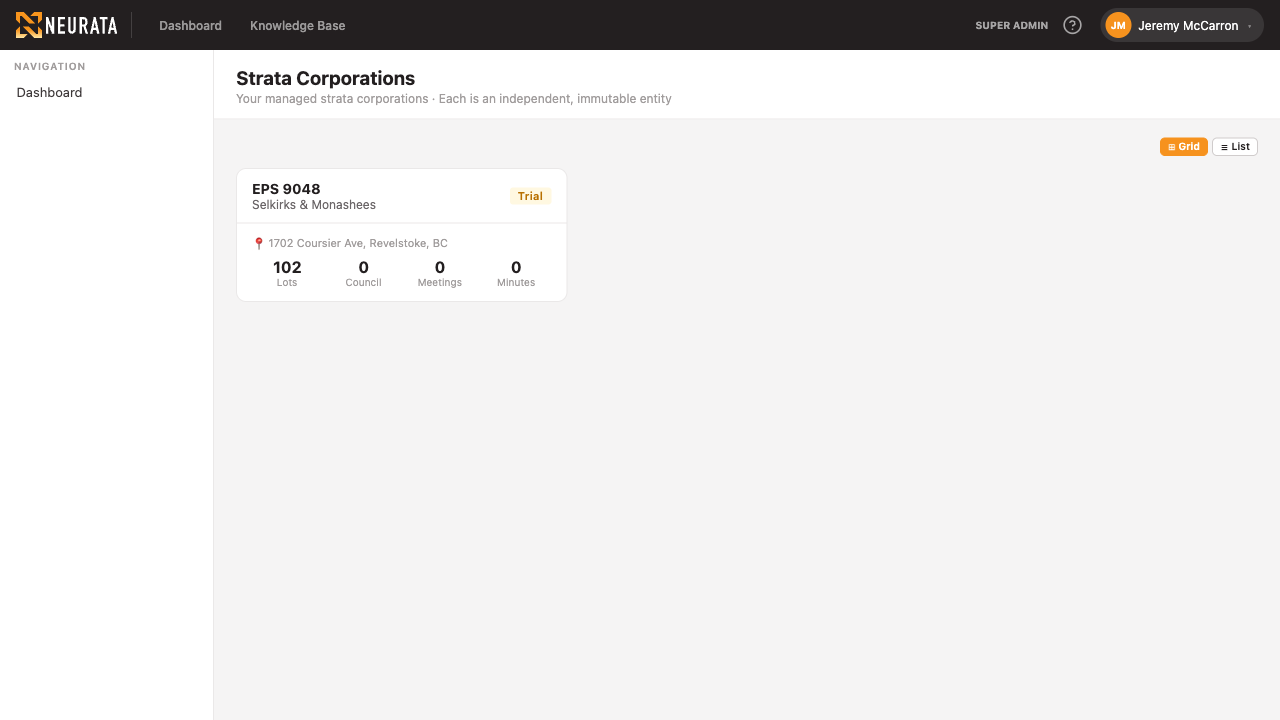 NEURATA
Dashboard
Knowledge Base
SUPER ADMIN
?
JM
Jeremy McCarron
NAVIGATION
Dashboard
Strata Corporations
Your managed strata corporations · Each is an independent, immutable entity
Grid
List
EPS 9048
Selkirks & Monashees
Trial
1702 Coursier Ave, Revelstoke, BC
102 0 0 0
Lots Council Meetings Minutes